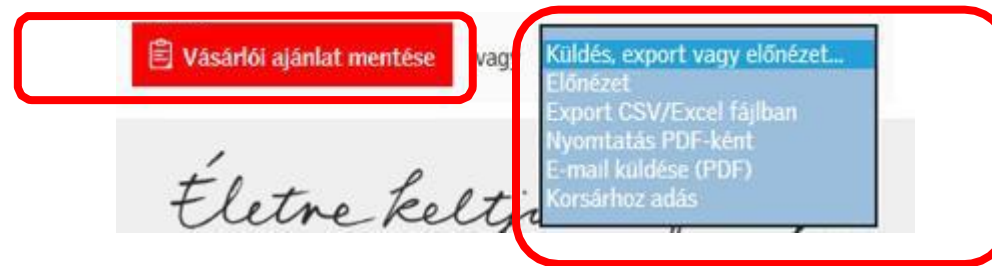 Vásárlói ajánlat mentése vagy
Küldés, export vagy előnézet...
Előnézet
Export CSV/Excel fájlban
Nyomtatás PDF-ként
E-mail küldése (PDF)
Korsárhoz adás
Életre keltj